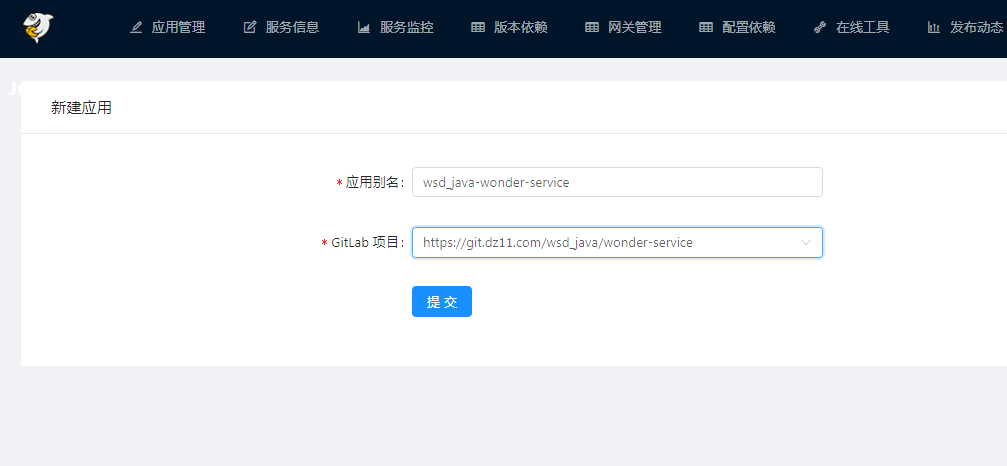 应用管理 服务信息 服务监控 版本依赖 网关管理 配置依赖 在线工具 发布动态
新建应用
* 应用别名: wsd_java-wonder-service
* GitLab 项目: https://git.dz11.com/wsd_java/wonder-service
提 交